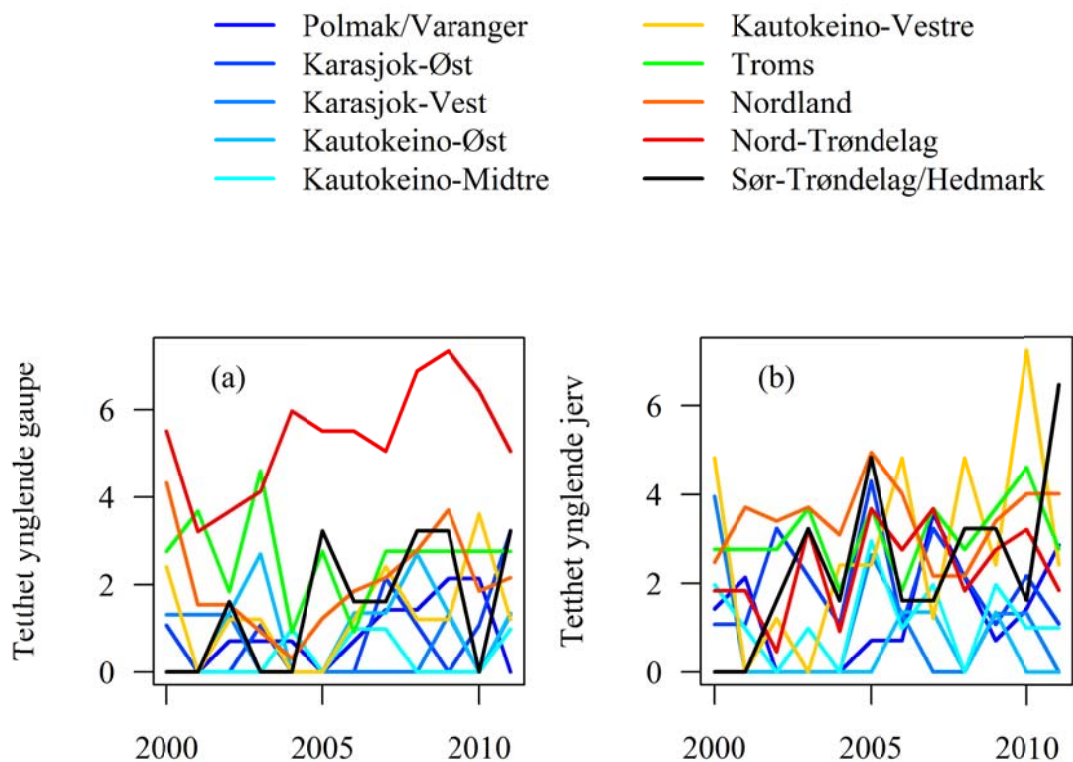 Polmak/Varanger
Karasjok-Øst
Karasjok-Vest
Kautokeino-Øst
Kautokeino-Midtre
Kautokeino-Vestre
Troms
Nordland
Nord-Trøndelag
Sør-Trøndelag/Hedmark
Tetthet ynglende gaupe
(a)
6
4
2
0
2000 2005 2010
Tetthet ynglende jerv
(b)
6
4
2
0
2000 2005 2010